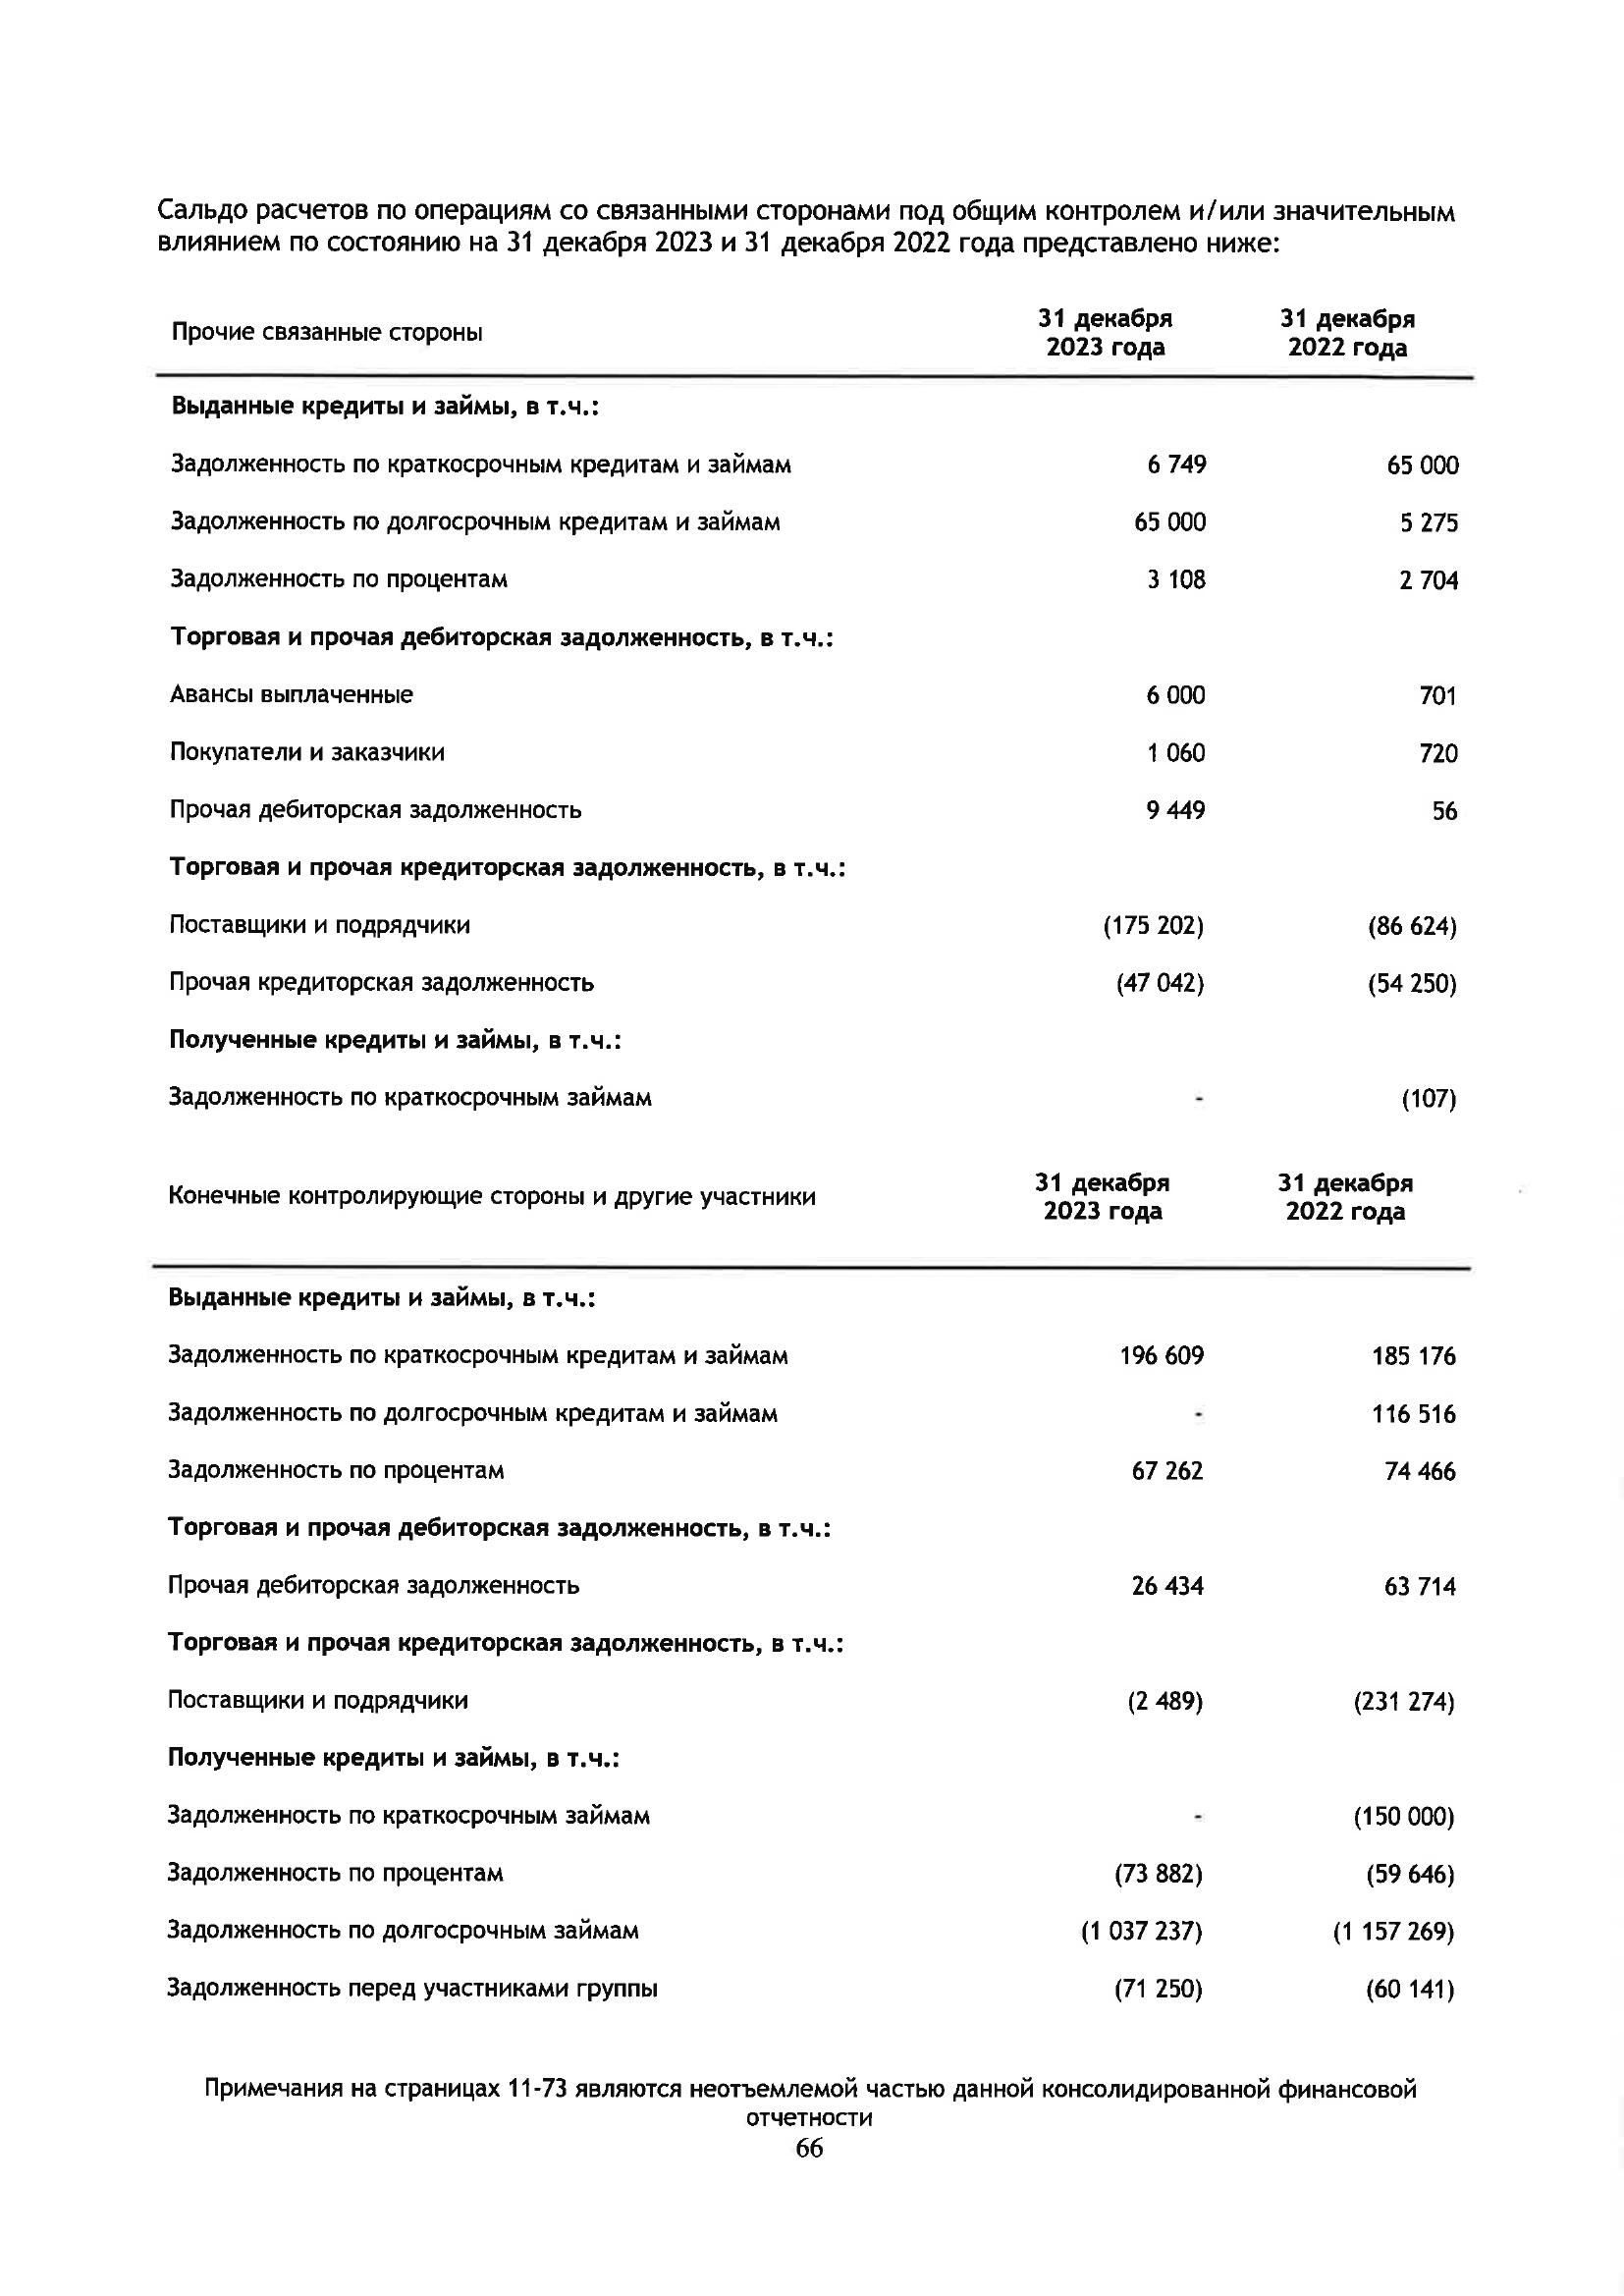 Сальдо расчетов по операциям со связанными сторонами под общим контролем и/или значительным
влиянием по состоянию на 31 декабря 2023 и 31 декабря 2022 года представлено ниже:
Прочие связанные стороны 31 декабря 2023 года 31 декабря 2022 года
Выданные кредиты и займы, в т.ч.:
Задолженность по краткосрочным кредитам и займам 6 749 65 000
Задолженность по долгосрочным кредитам и займам 65 000 5 275
Задолженность по процентам 3 108 2 704
Торговая и прочая дебиторская задолженность, в т.ч.:
Авансы выплаченные 6 000 701
Покупатели и заказчики 1 060 720
Прочая дебиторская задолженность 9 449 56
Торговая и прочая кредиторская задолженность, в т.ч.:
Поставщики и подрядчики (175 202) (86 624)
Прочая кредиторская задолженность (47 042) (54 250)
Полученные кредиты и займы, в т.ч.:
Задолженность по краткосрочным займам - (107)
Конечные контролирующие стороны и другие участники 31 декабря 2023 года 31 декабря 2022 года
Выданные кредиты и займы, в т.ч.:
Задолженность по краткосрочным кредитам и займам 196 609 185 176
Задолженность по долгосрочным кредитам и займам - 116 516
Задолженность по процентам 67 262 74 466
Торговая и прочая дебиторская задолженность, в т.ч.:
Прочая дебиторская задолженность 26 434 63 714
Торговая и прочая кредиторская задолженность, в т.ч.:
Поставщики и подрядчики (2 489) (231 274)
Полученные кредиты и займы, в т.ч.:
Задолженность по краткосрочным займам - (150 000)
Задолженность по процентам (73 882) (59 646)
Задолженность по долгосрочным займам (1 037 237) (1 157 269)
Задолженность перед участниками группы (71 250) (60 141)
Примечания на страницах 11-73 являются неотъемлемой частью данной консолидированной финансовой
отчетности
66